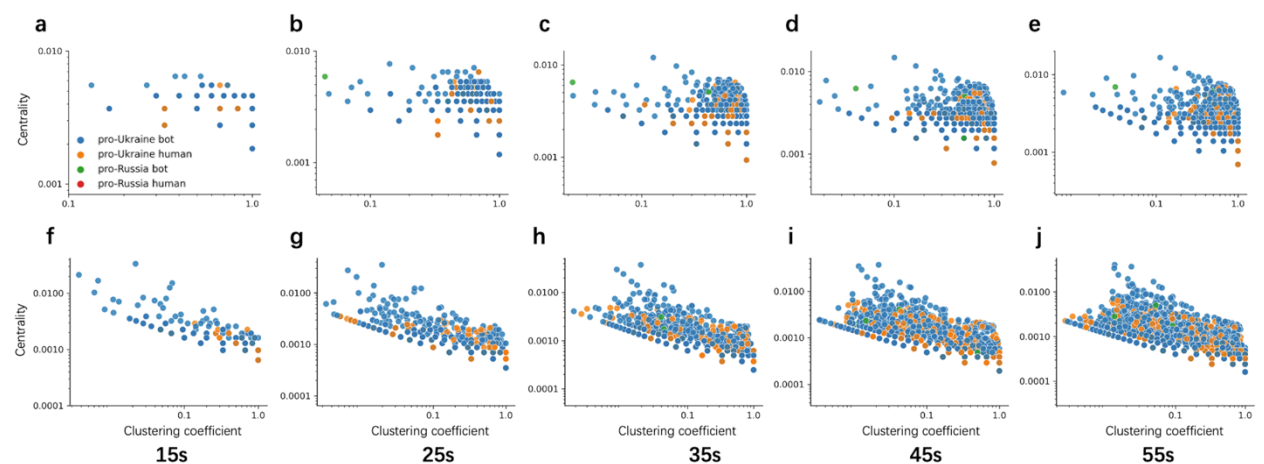 a
b
c
d
e
Centrality
0.010
0.001
0.1
1.0
pro-Ukraine bot
pro-Ukraine human
pro-Russia bot
pro-Russia human
0.010
0.001
0.1
1.0
0.010
0.001
0.1
1.0
0.010
0.001
0.1
1.0
0.010
0.001
0.1
1.0
f
g
h
i
j
Centrality
0.0100
0.0010
0.0001
0.1
1.0
0.0100
0.0010
0.0001
0.1
1.0
0.0100
0.0010
0.0001
0.1
1.0
0.0100
0.0010
0.0001
0.1
1.0
0.0100
0.0010
0.0001
0.1
1.0
Clustering coefficient
Clustering coefficient
Clustering coefficient
Clustering coefficient
Clustering coefficient
15s
25s
35s
45s
55s